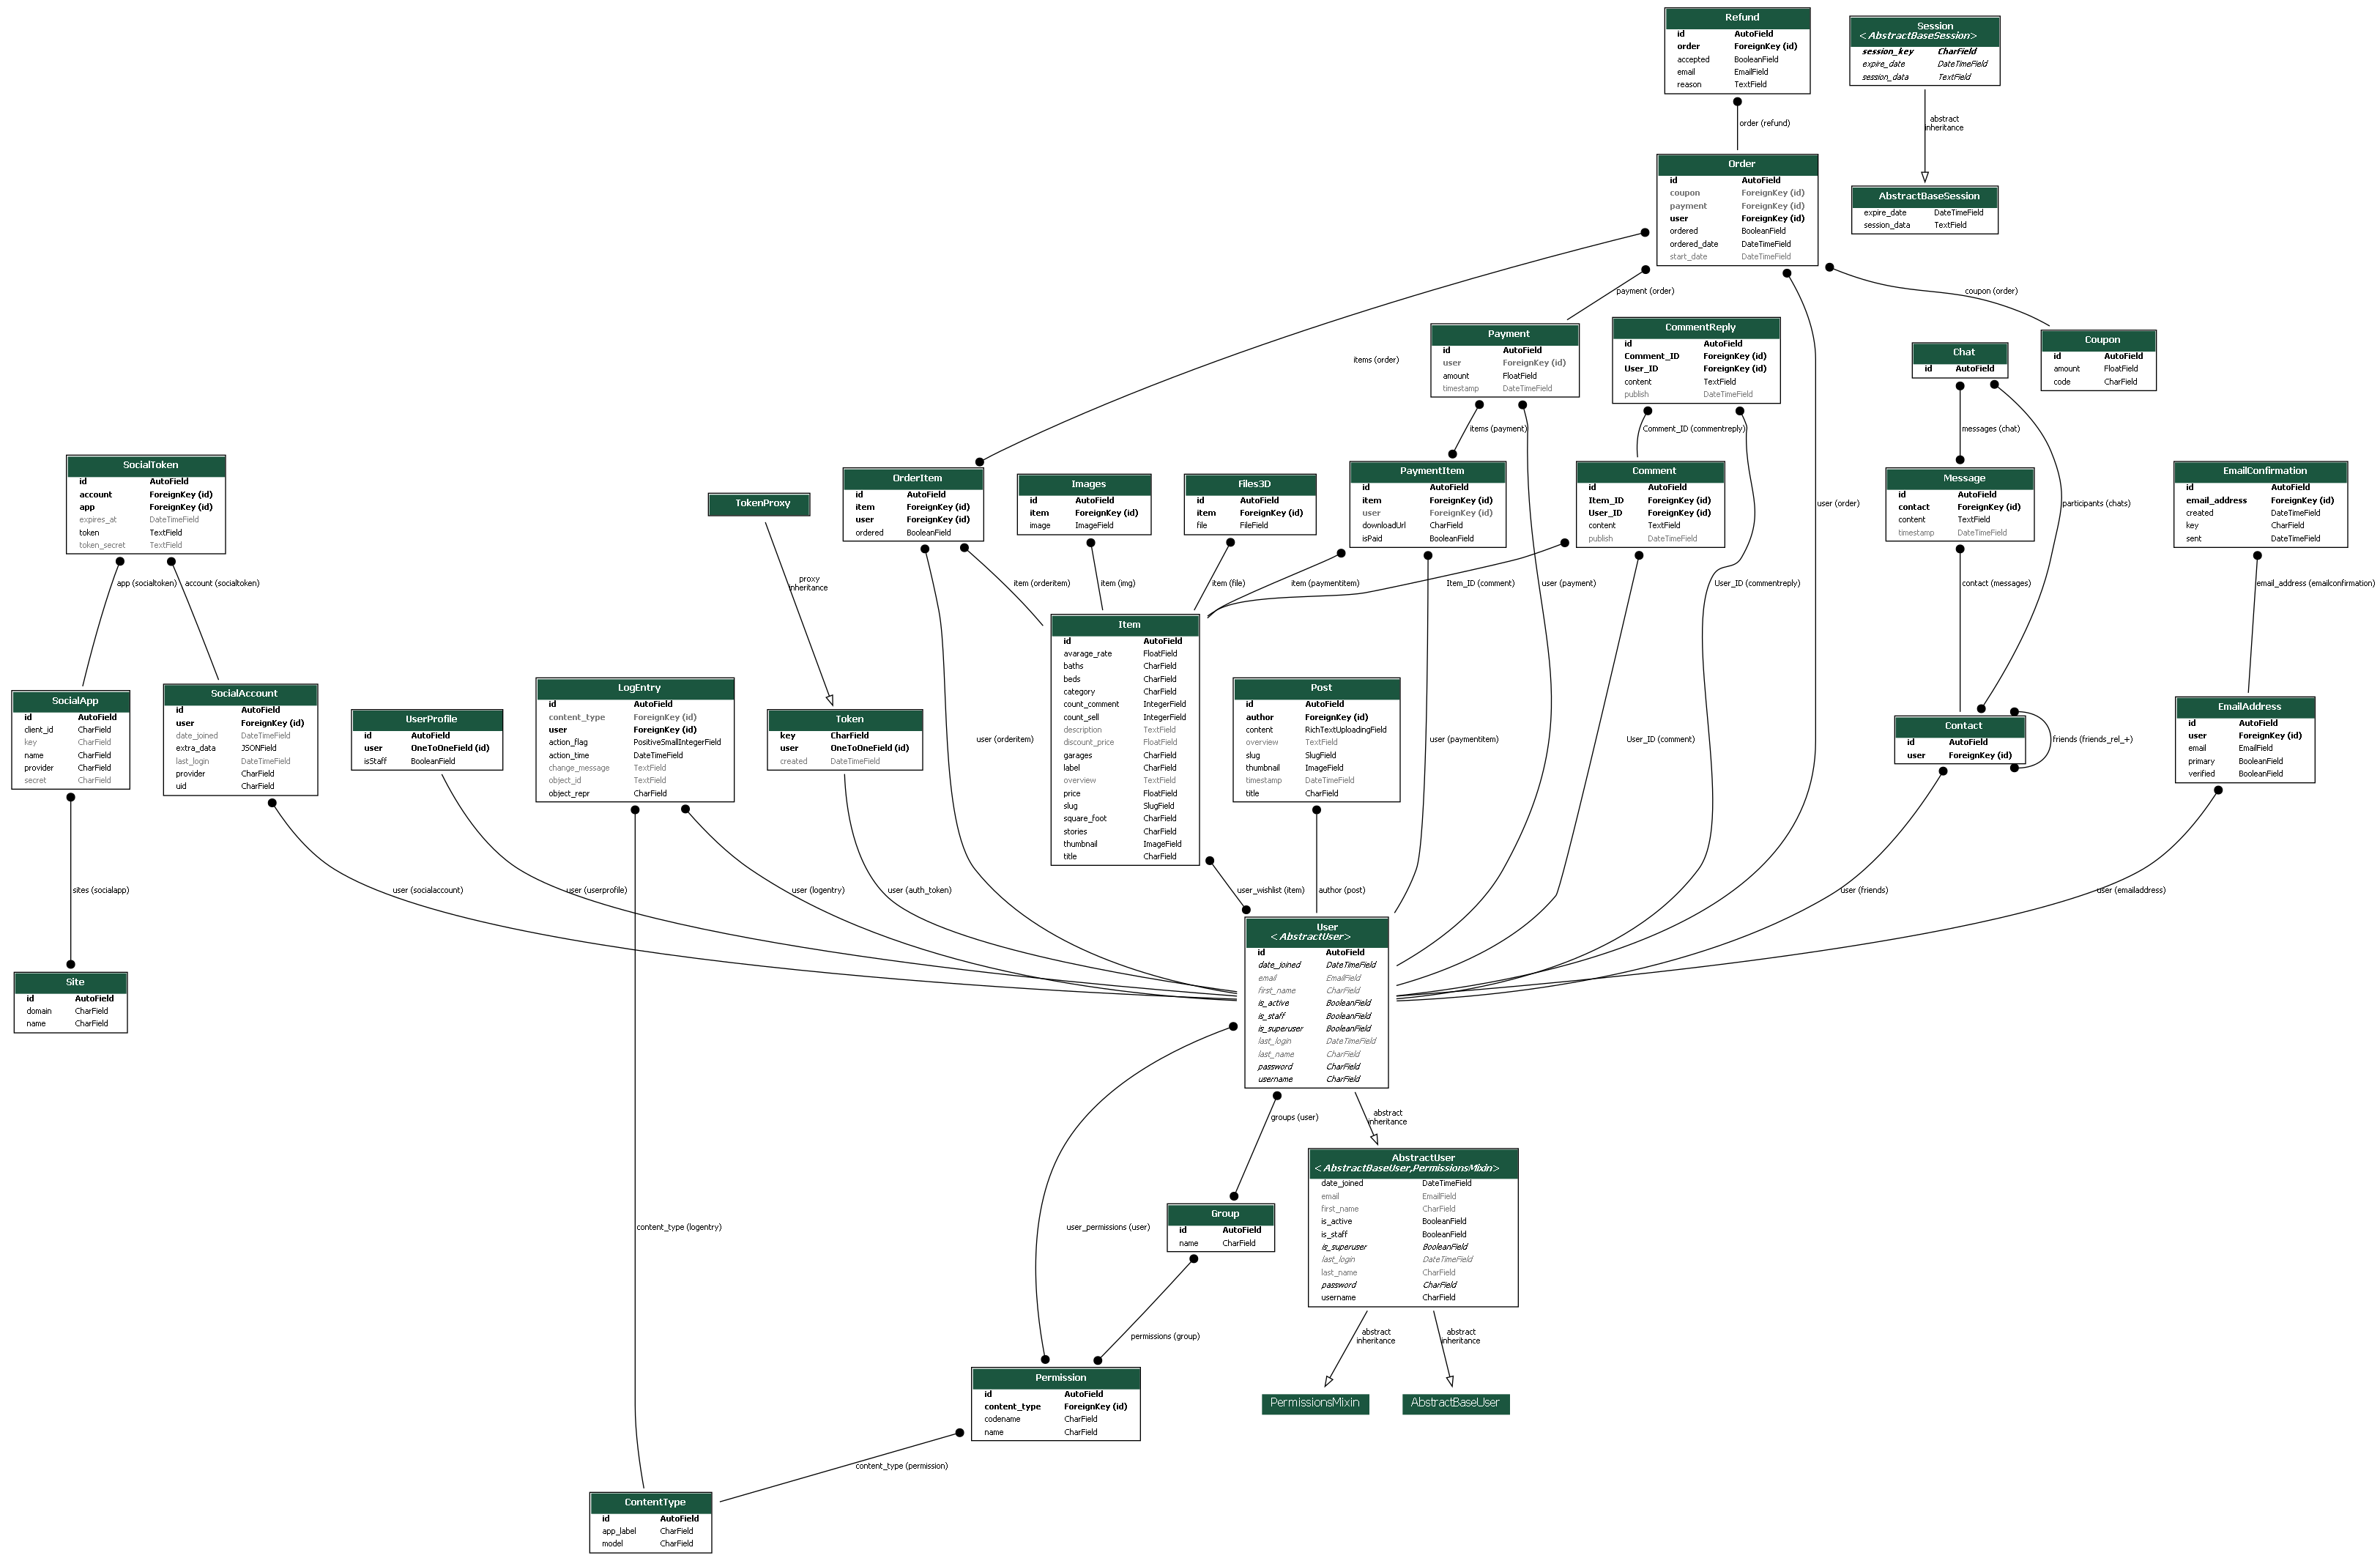 Refund
id AutoField
order ForeignKey (id)
accepted BooleanField
email EmailField
reason TextField
Session
<AbstractBaseSession>
session_key CharField
expire_date DateTimeField
session_data TextField
order (refund)
abstract
inheritance
Order
id AutoField
coupon ForeignKey (id)
payment ForeignKey (id)
user ForeignKey (id)
ordered BooleanField
ordered_date DateTimeField
start_date DateTimeField
AbstractBaseSession
expire_date DateTimeField
session_data TextField
items (order)
payment (order)
user (order)
coupon (order)
Payment
id AutoField
user ForeignKey (id)
amount FloatField
timestamp DateTimeField
CommentReply
id AutoField
Comment_ID ForeignKey (id)
User_ID ForeignKey (id)
content TextField
publish DateTimeField
Chat
id AutoField
Coupon
id AutoField
amount FloatField
code CharField
items (payment)
Comment_ID (commentreply)
messages (chat)
participants (chats)
SocialToken
id AutoField
account ForeignKey (id)
app ForeignKey (id)
expires_at DateTimeField
token TextField
token_secret TextField
TokenProxy
OrderItem
id AutoField
item ForeignKey (id)
user ForeignKey (id)
ordered BooleanField
Images
id AutoField
item ForeignKey (id)
image ImageField
Files3D
id AutoField
item ForeignKey (id)
file FileField
PaymentItem
id AutoField
item ForeignKey (id)
user ForeignKey (id)
downloadUrl CharField
isPaid BooleanField
Comment
id AutoField
Item_ID ForeignKey (id)
User_ID ForeignKey (id)
content TextField
publish DateTimeField
Message
id AutoField
contact ForeignKey (id)
content TextField
timestamp DateTimeField
EmailConfirmation
id AutoField
email_address ForeignKey (id)
created DateTimeField
key CharField
sent DateTimeField
app (socialtoken)
account (socialtoken)
proxy
inheritance
item (orderitem)
item (img)
item (file)
item (paymentitem)
Item_ID (comment)
user (payment)
User_ID (commentreply)
contact (messages)
email_address (emailconfirmation)
SocialApp
id AutoField
client_id CharField
key CharField
name CharField
provider CharField
secret CharField
SocialAccount
id AutoField
user ForeignKey (id)
date_joined DateTimeField
extra_data JSONField
last_login DateTimeField
provider CharField
uid CharField
UserProfile
id AutoField
user OneToOneField (id)
isStaff BooleanField
LogEntry
id AutoField
content_type ForeignKey (id)
user ForeignKey (id)
action_flag PositiveSmallIntegerField
action_time DateTimeField
change_message TextField
object_id TextField
object_repr CharField
Token
key CharField
user OneToOneField (id)
created DateTimeField
user (orderitem)
Item
id AutoField
avarage_rate FloatField
baths CharField
beds CharField
category CharField
count_comment IntegerField
count_sell IntegerField
description TextField
discount_price FloatField
garages CharField
label CharField
overview TextField
price FloatField
slug SlugField
square_foot CharField
stories CharField
thumbnail ImageField
title CharField
Post
id AutoField
author ForeignKey (id)
content RichTextUploadingField
overview TextField
slug SlugField
thumbnail ImageField
timestamp DateTimeField
title CharField
user (paymentitem)
User_ID (comment)
Contact
id AutoField
user ForeignKey (id)
friends (friends_rel_+)
EmailAddress
id AutoField
user ForeignKey (id)
email EmailField
primary BooleanField
verified BooleanField
sites (socialapp)
user (socialaccount)
user (userprofile)
user (logentry)
user (auth_token)
user_wishlist (item)
author (post)
user (friends)
user (emailaddress)
Site
id AutoField
domain CharField
name CharField
User
<AbstractUser>
id AutoField
date_joined DateTimeField
email EmailField
first_name CharField
is_active BooleanField
is_staff BooleanField
is_superuser BooleanField
last_login DateTimeField
last_name CharField
password CharField
username CharField
groups (user)
abstract
inheritance
content_type (logentry)
user_permissions (user)
Group
id AutoField
name CharField
AbstractUser
<AbstractBaseUser,PermissionsMixin>
date_joined DateTimeField
email EmailField
first_name CharField
is_active BooleanField
is_staff BooleanField
is_superuser BooleanField
last_login DateTimeField
last_name CharField
password CharField
username CharField
permissions (group)
abstract
inheritance
abstract
inheritance
Permission
id AutoField
content_type ForeignKey (id)
codename CharField
name CharField
PermissionsMixin
AbstractBaseUser
content_type (permission)
ContentType
id AutoField
app_label CharField
model CharField